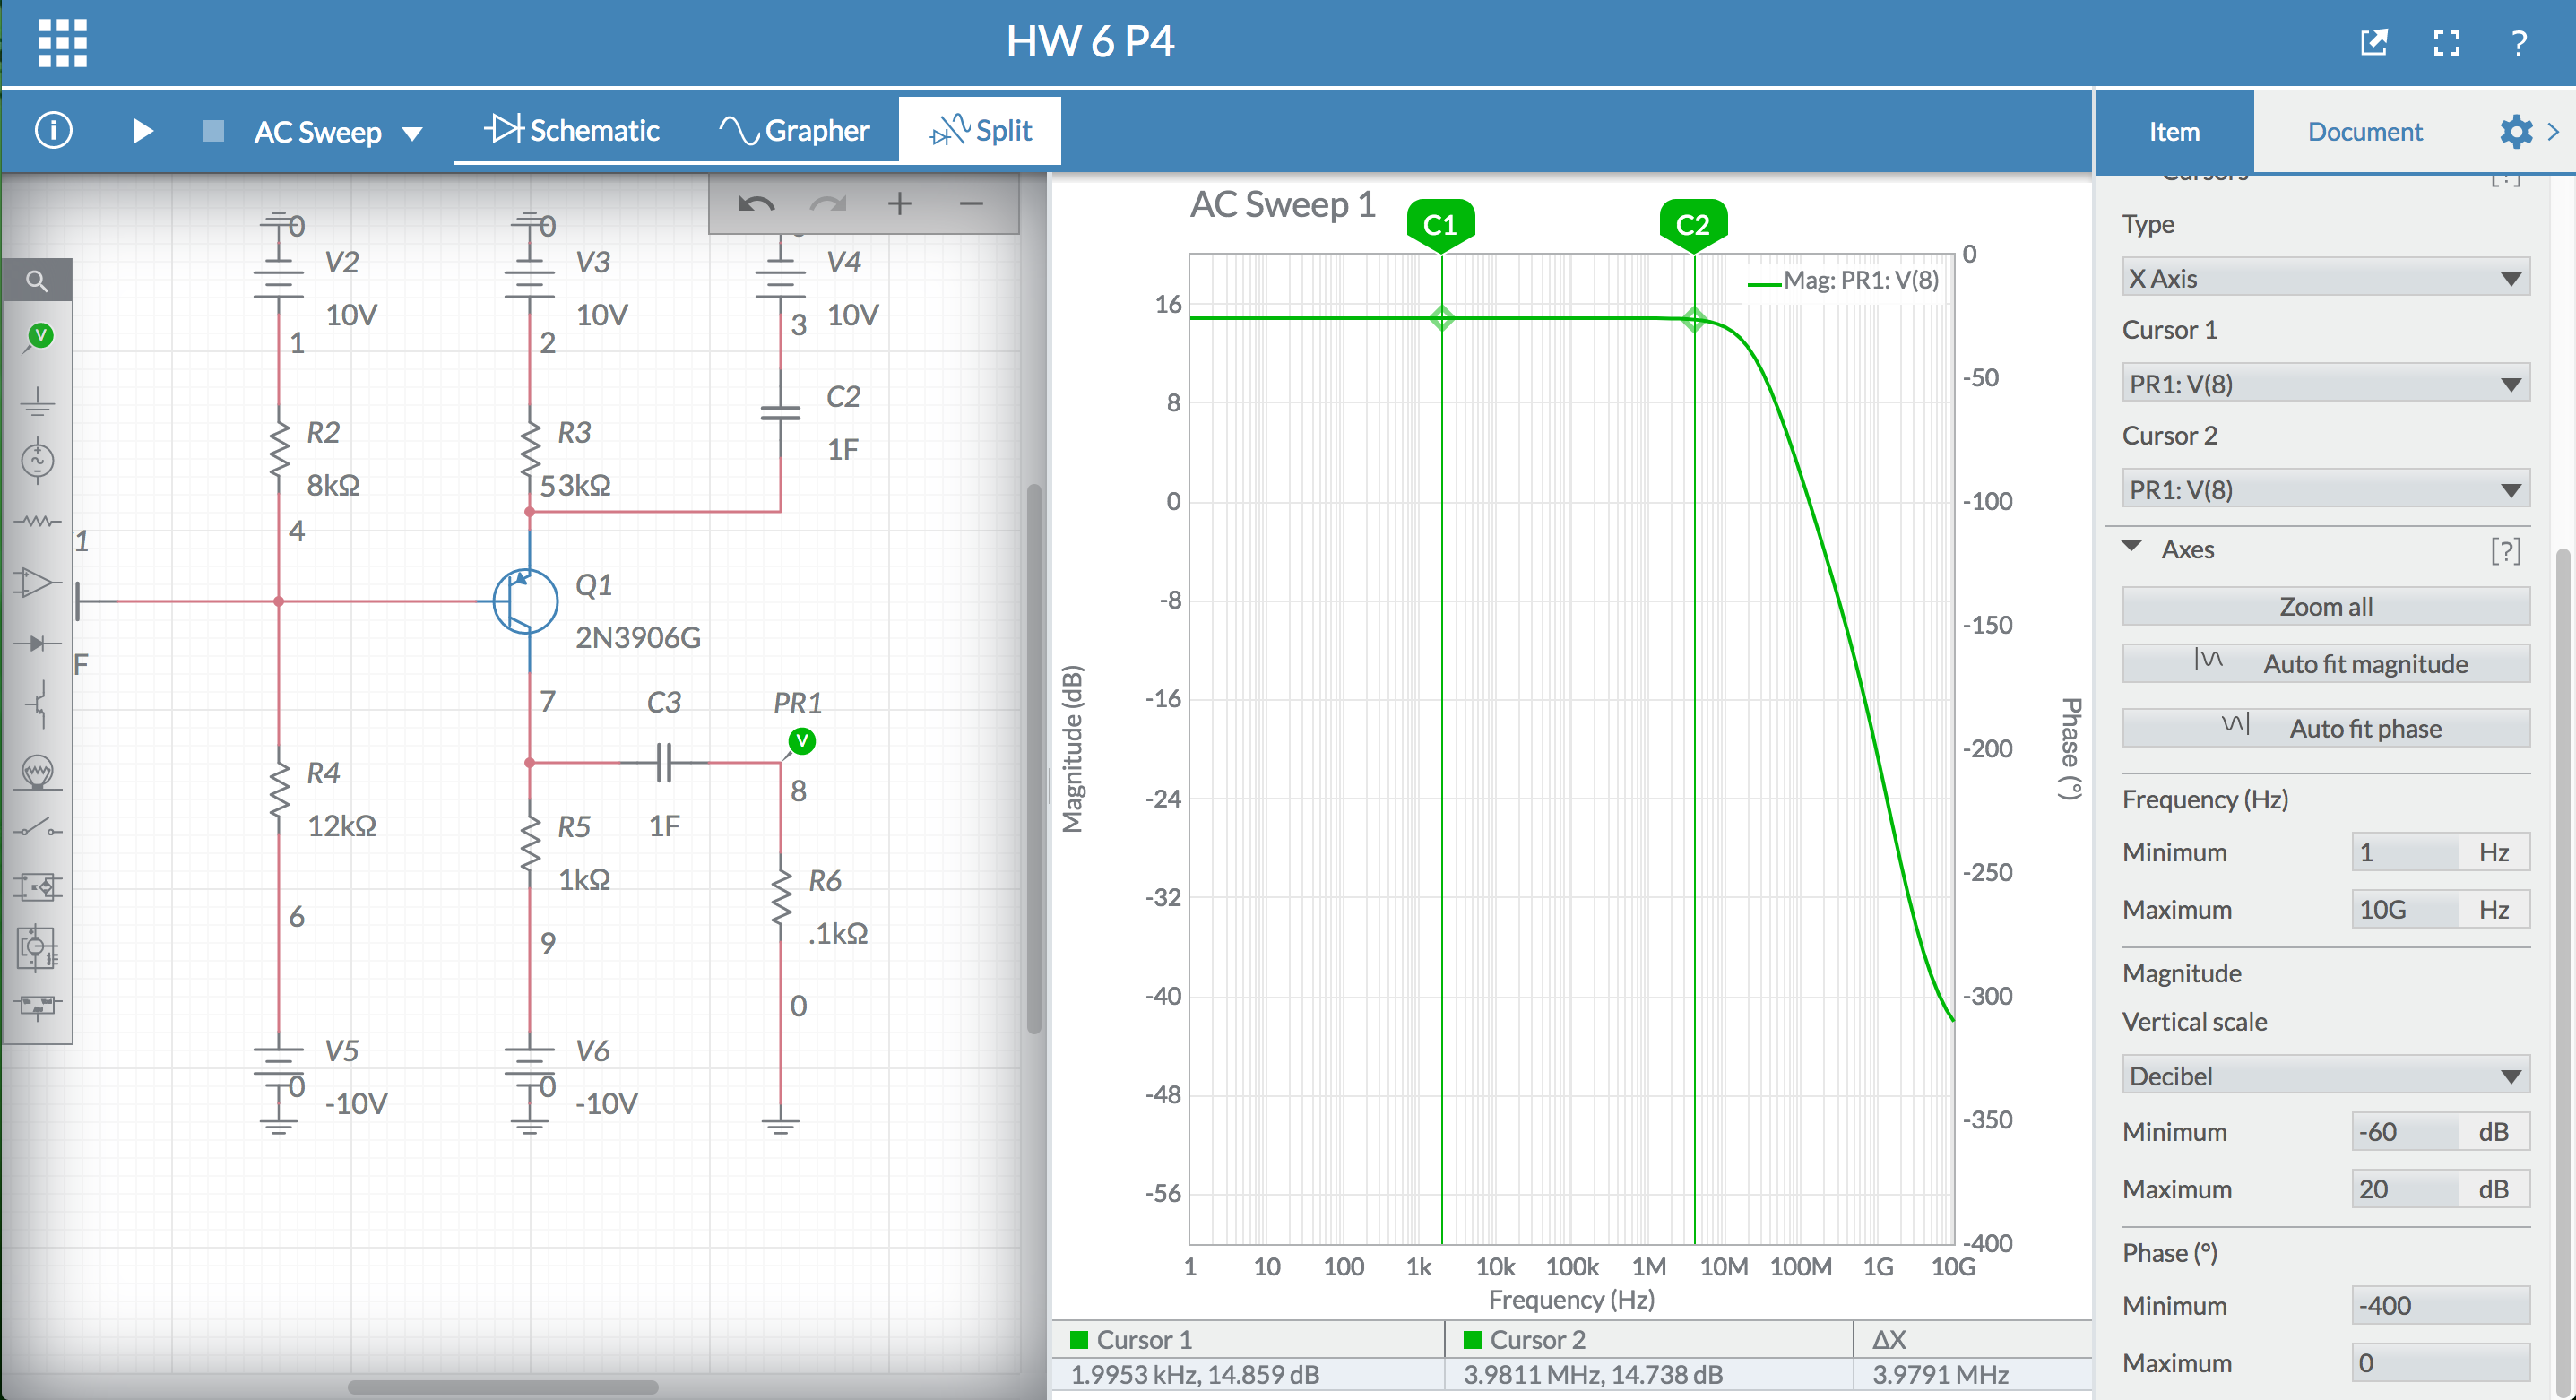 HW 6 P4
?
AC Sweep
Schematic
Grapher
Split
Item
Document
0
V2
10V
1
0
V3
10V
2
V4
3
10V
C2
1F
R2
8kΩ
4
R3
5
3kΩ
1
F
Q1
2N3906G
7
C3
1F
PR1
V
8
R4
12kΩ
6
R5
1kΩ
9
R6
.1kΩ
0
V5
0
-10V
V6
0
-10V
V
AC Sweep 1
C1
C2
Mag: PR1: V(8)
Magnitude (dB)
16
8
0
-8
-16
-24
-32
-40
-48
-56
0
-50
-100
-150
-200
-250
-300
-350
-400
Phase (°)
1
10
100
1k
10k
100k
1M
10M
100M
1G
10G
Frequency (Hz)
Cursor 1
Cursor 2
ΔX
1.9953 kHz, 14.859 dB
3.9811 MHz, 14.738 dB
3.9791 MHz
Cursors
[?]
Type
X Axis
Cursor 1
PR1: V(8)
Cursor 2
PR1: V(8)
Axes
[?]
Zoom all
Auto fit magnitude
Auto fit phase
Frequency (Hz)
Minimum
1
Hz
Maximum
10G
Hz
Magnitude
Vertical scale
Decibel
Minimum
-60
dB
Maximum
20
dB
Phase (°)
Minimum
-400
Maximum
0